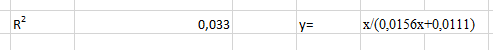 R² 0,033 y= x/(0,0156x+0,0111)